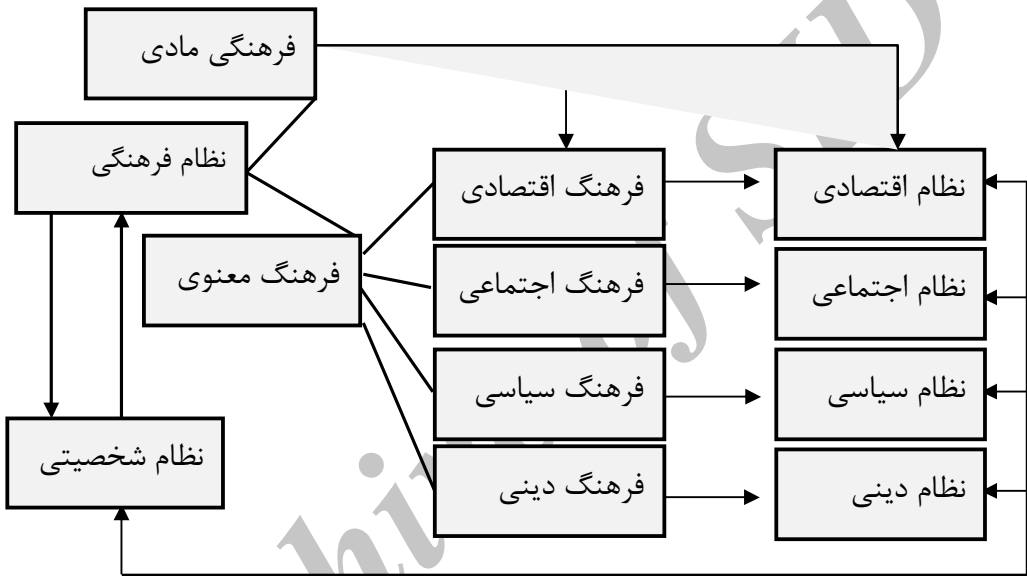 فرهنگی مادی
نظام فرهنگی
فرهنگ معنوی
نظام شخصیتی
فرهنگ اقتصادی
فرهنگ اجتماعی
فرهنگ سیاسی
فرهنگ دینی
نظام اقتصادی
نظام اجتماعی
نظام سیاسی
نظام دینی